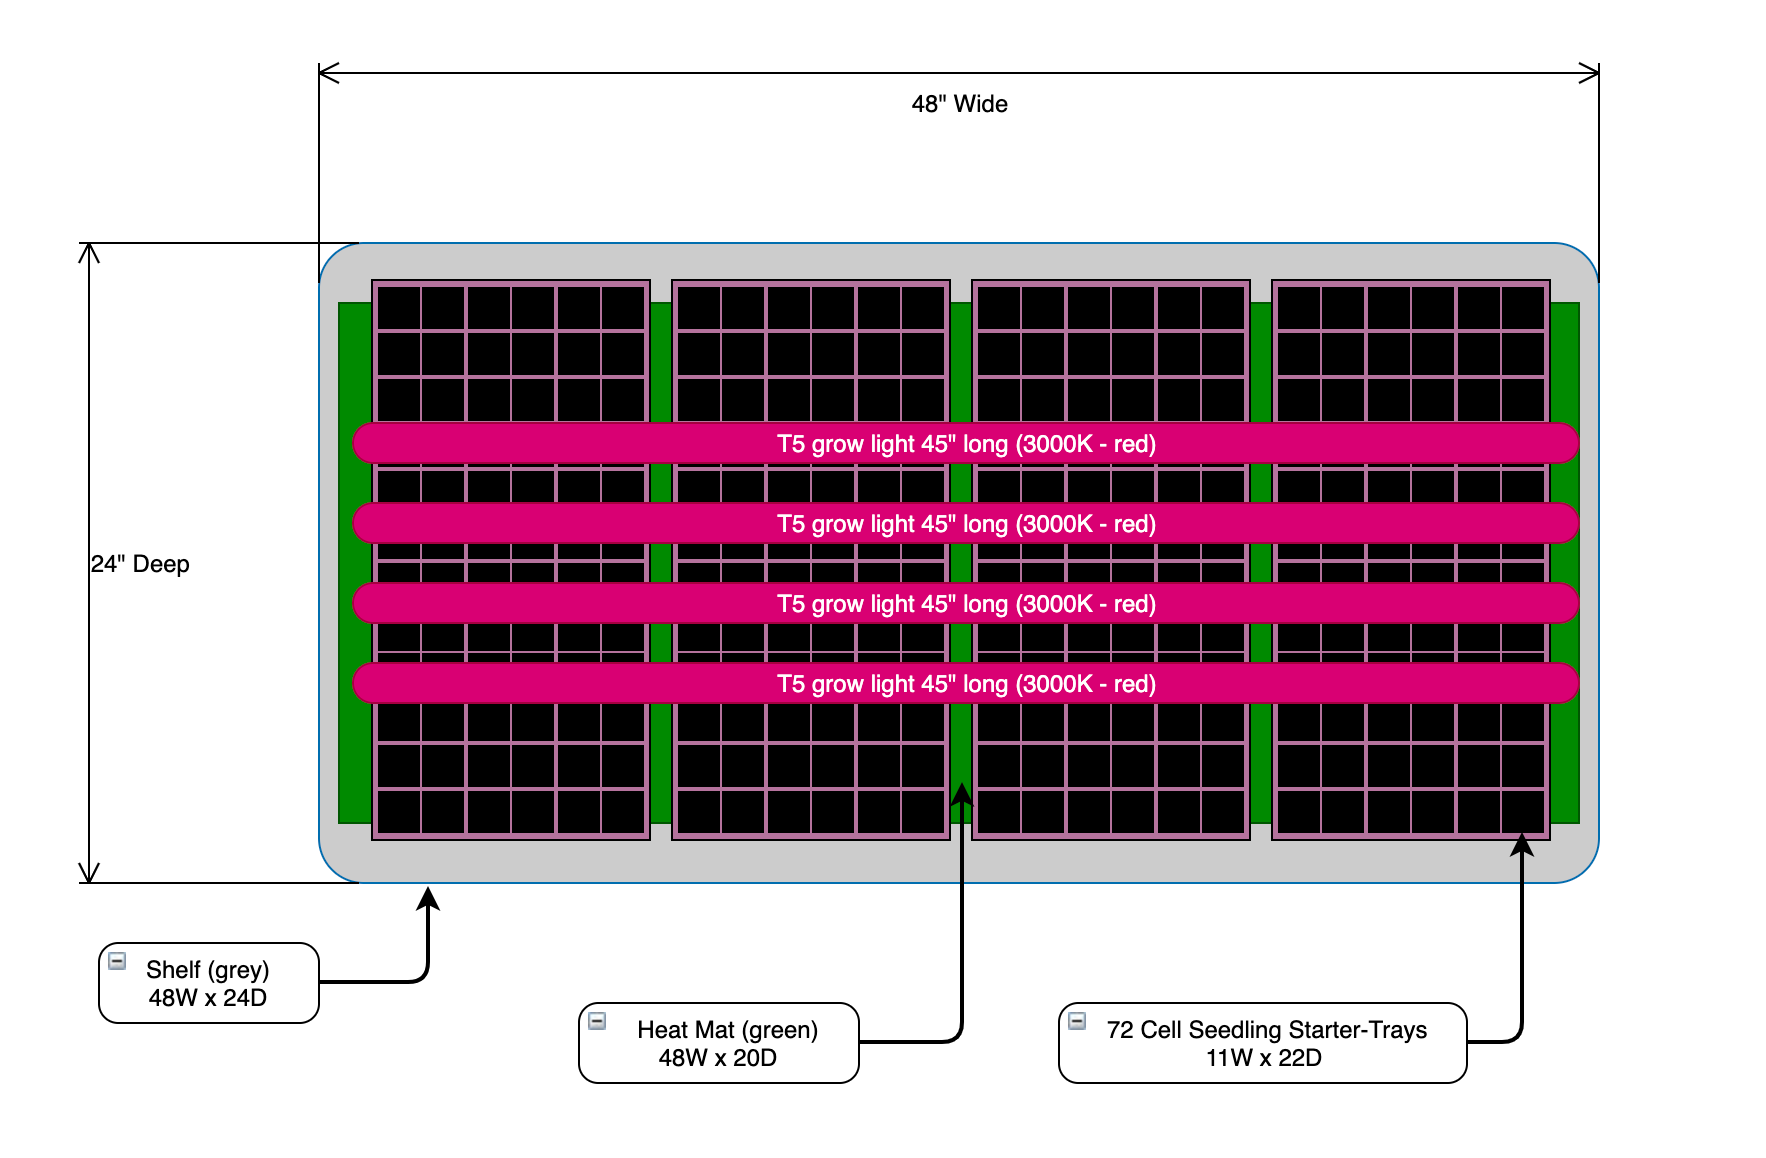 48" Wide
24" Deep
T5 grow light 45" long (3000K - red)
T5 grow light 45" long (3000K - red)
T5 grow light 45" long (3000K - red)
T5 grow light 45" long (3000K - red)
Shelf (grey)
48W x 24D
Heat Mat (green)
48W x 20D
72 Cell Seedling Starter-Trays
11W x 22D